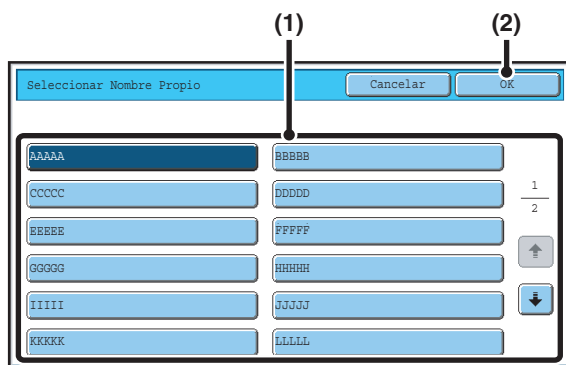 (1) (2)
Seleccionar Nombre Propio Cancelar OK
AAAAA BBBBB
CCCCC DDDDD
1
2
EEEEE FFFFF
GGGGG HHHHH
IIIII JJJJJ
KKKKK LLLLL